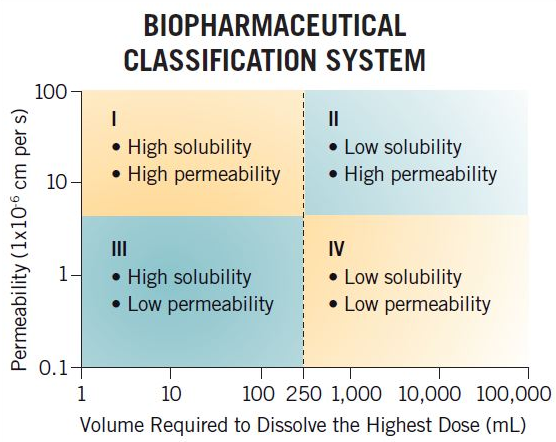 BIOPHARMACEUTICAL
CLASSIFICATION SYSTEM
Permeability (1x10⁻⁶ cm per s)
100
10
1
0.1
I
• High solubility
• High permeability
II
• Low solubility
• High permeability
III
• High solubility
• Low permeability
IV
• Low solubility
• Low permeability
1 10 100 250 1,000 10,000 100,000
Volume Required to Dissolve the Highest Dose (mL)